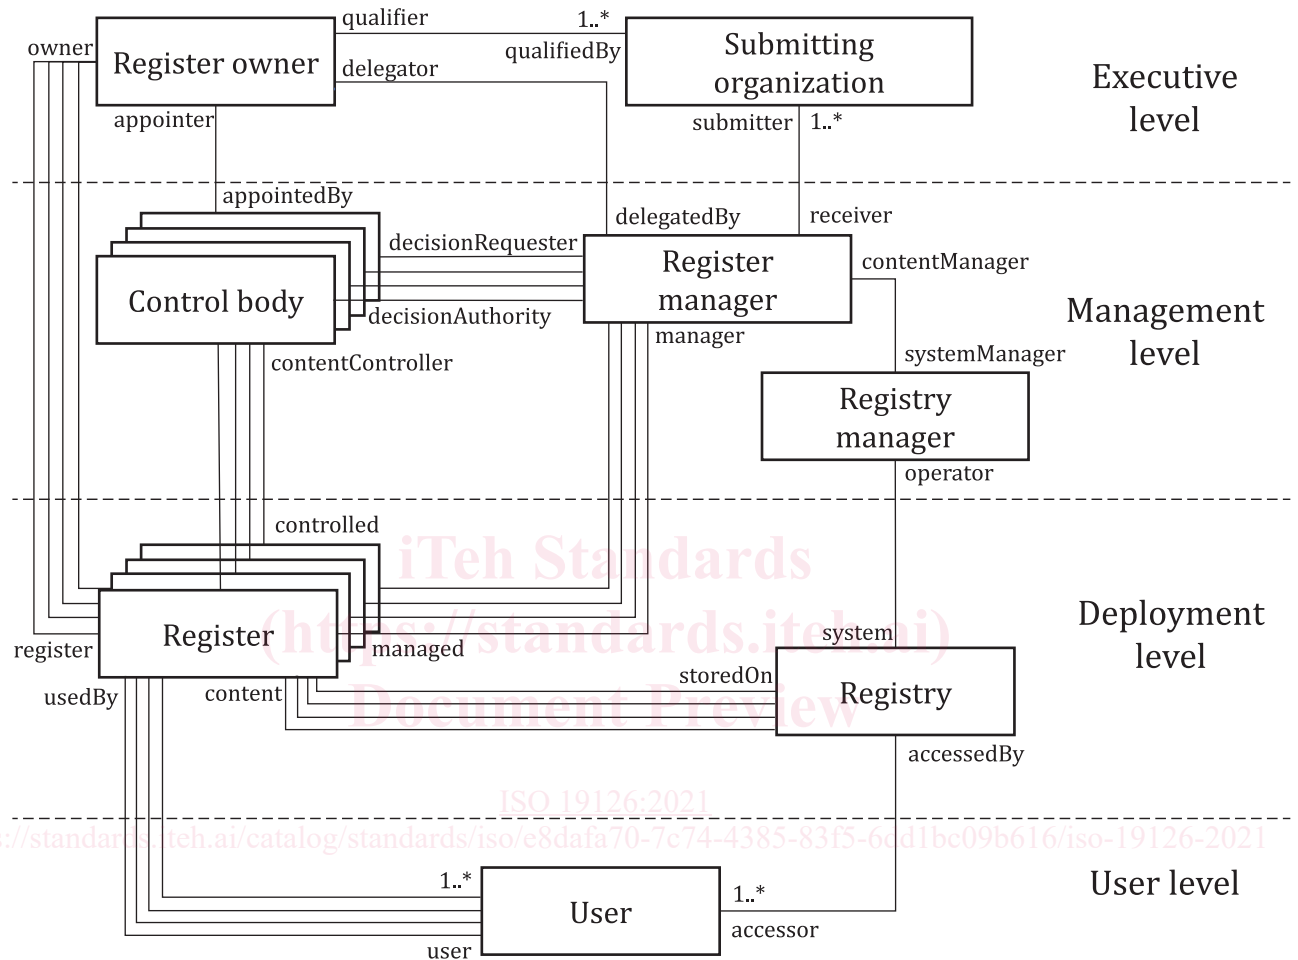 qualifier
1..*
owner
Register owner
qualifiedBy
Submitting
organization
delegator
Executive
level
appointer
submitter
1..*
appointedBy
delegatedBy
receiver
decisionRequester
Register
manager
contentManager
Control body
decisionAuthority
manager
Management
level
contentController
systemManager
Registry
manager
operator
controlled
iTeh Standards
(https://standards.iteh.ai)
Document Preview
Register
register
managed
system
Deployment
level
usedBy
content
storedOn
Registry
accessedBy
ISO 19126:2021
s://standards.iteh.ai/catalog/standards/iso/e8dafa70-7c74-4385-83f5-6dd1bc09b616/iso-19126-2021
1..*
User
1..*
User level
user
accessor